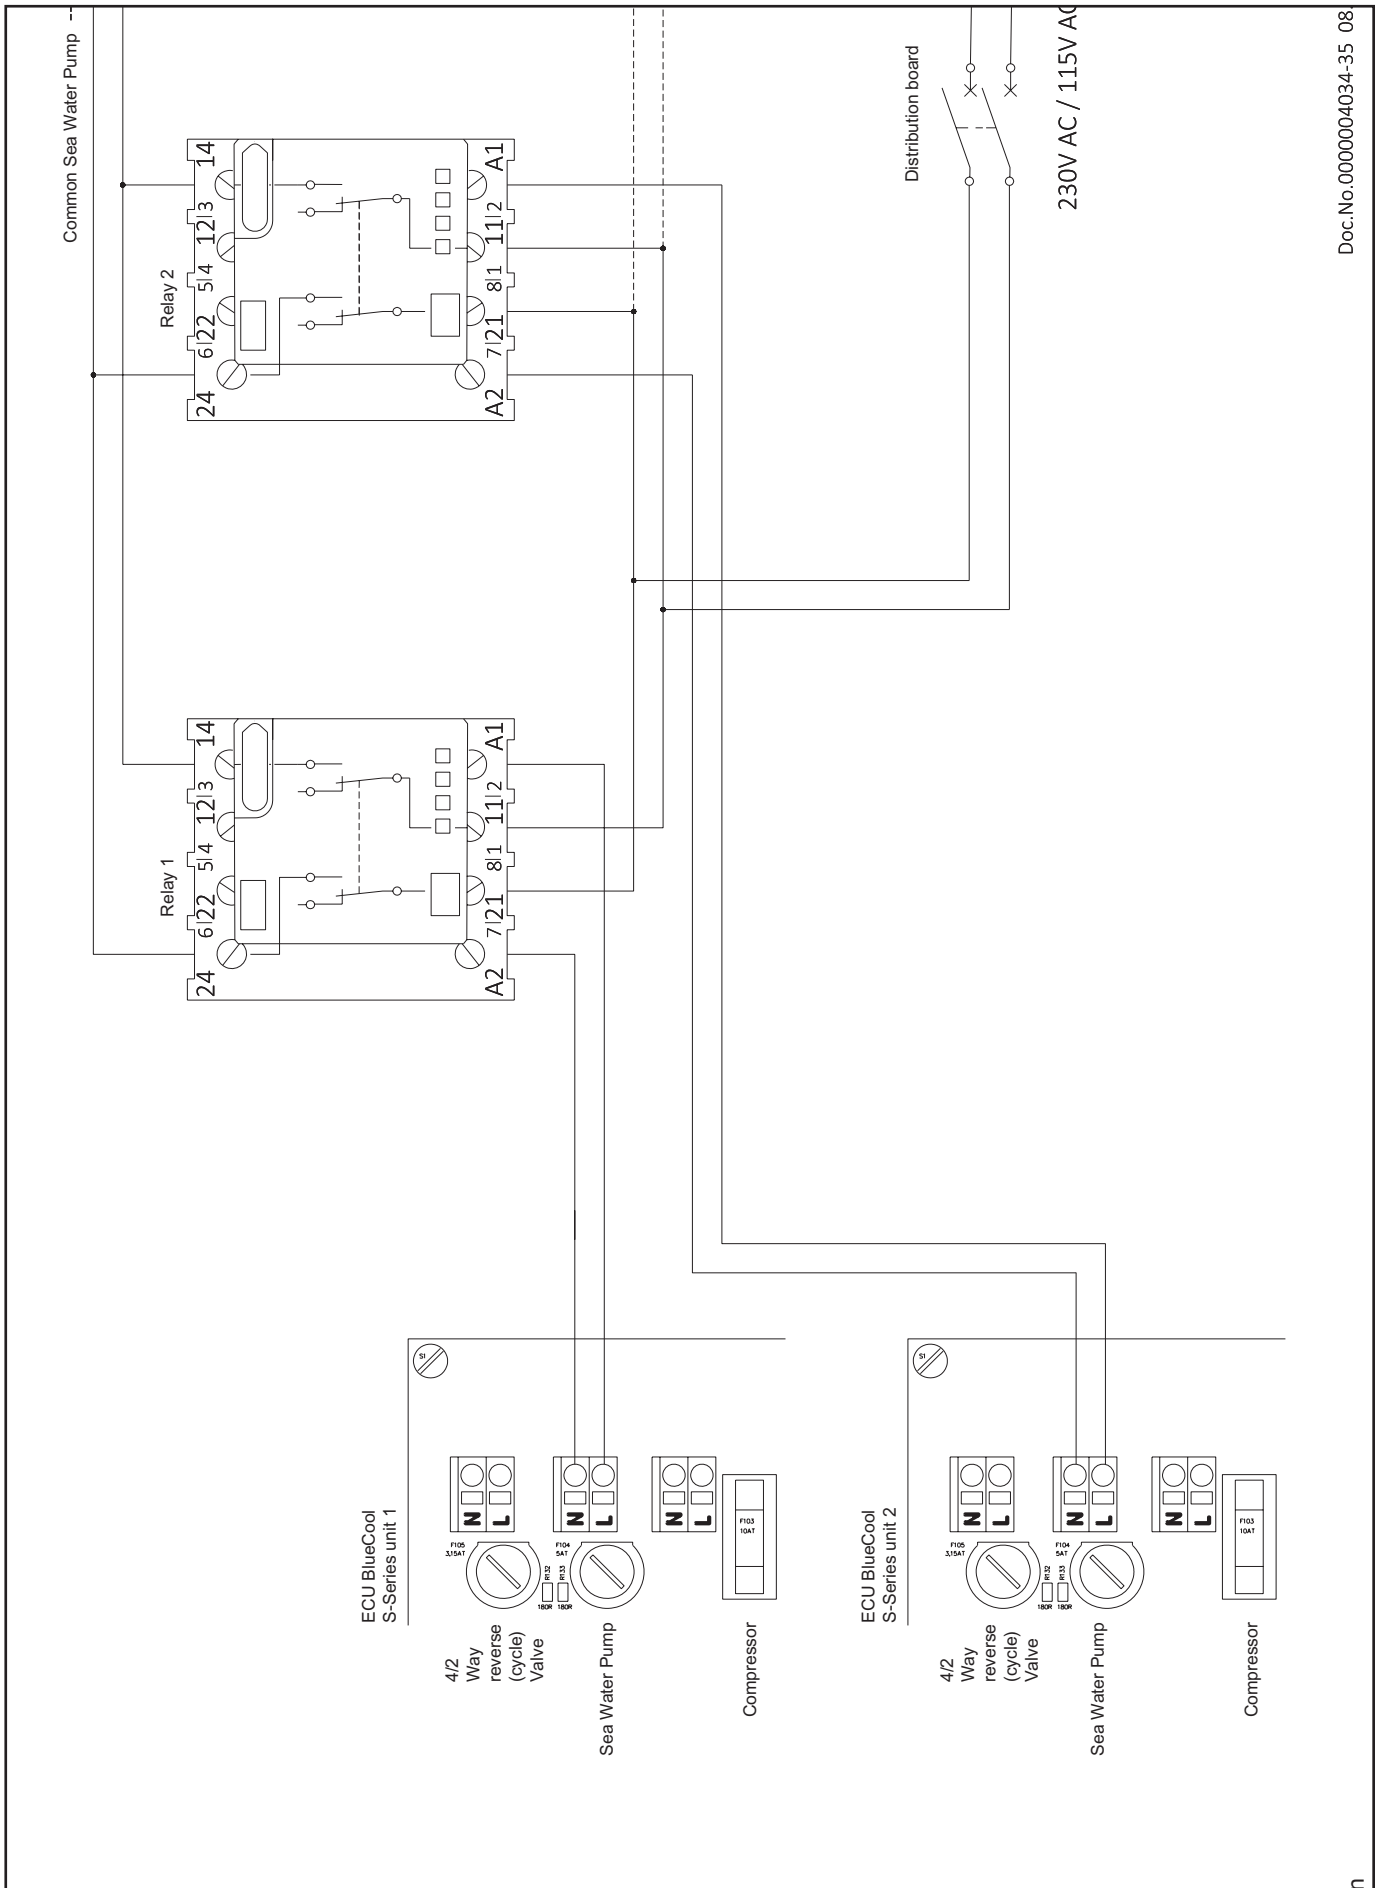 Common Sea Water Pump
Relay 2
14
12|3
5|4
6|22
24
A1
11|2
8|1
7|21
A2
Distribution board
230V AC / 115V AC
Doc.No.0000004034-35 08.
Relay 1
14
12|3
5|4
6|22
24
A1
11|2
8|1
7|21
A2
ECU BlueCool
S-Series unit 1
S1
N
L
N
L
N
L
F105
3,15AT
F104
5AT
R132
R133
180R
180R
F103
10AT
4/2
Way
reverse
(cycle)
Valve
Sea Water Pump
Compressor
ECU BlueCool
S-Series unit 2
S1
N
L
N
L
N
L
F105
3,15AT
F104
5AT
R132
R133
180R
180R
F103
10AT
4/2
Way
reverse
(cycle)
Valve
Sea Water Pump
Compressor